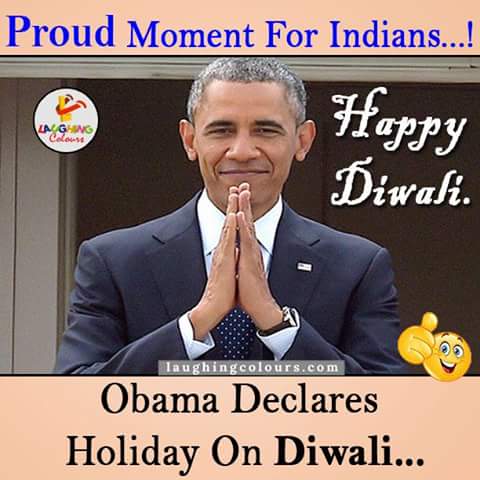 Proud Moment For Indians...!
LAUGHING
Colours
Happy
Diwali.
laughingcolours.com
Obama Declares
Holiday On Diwali...